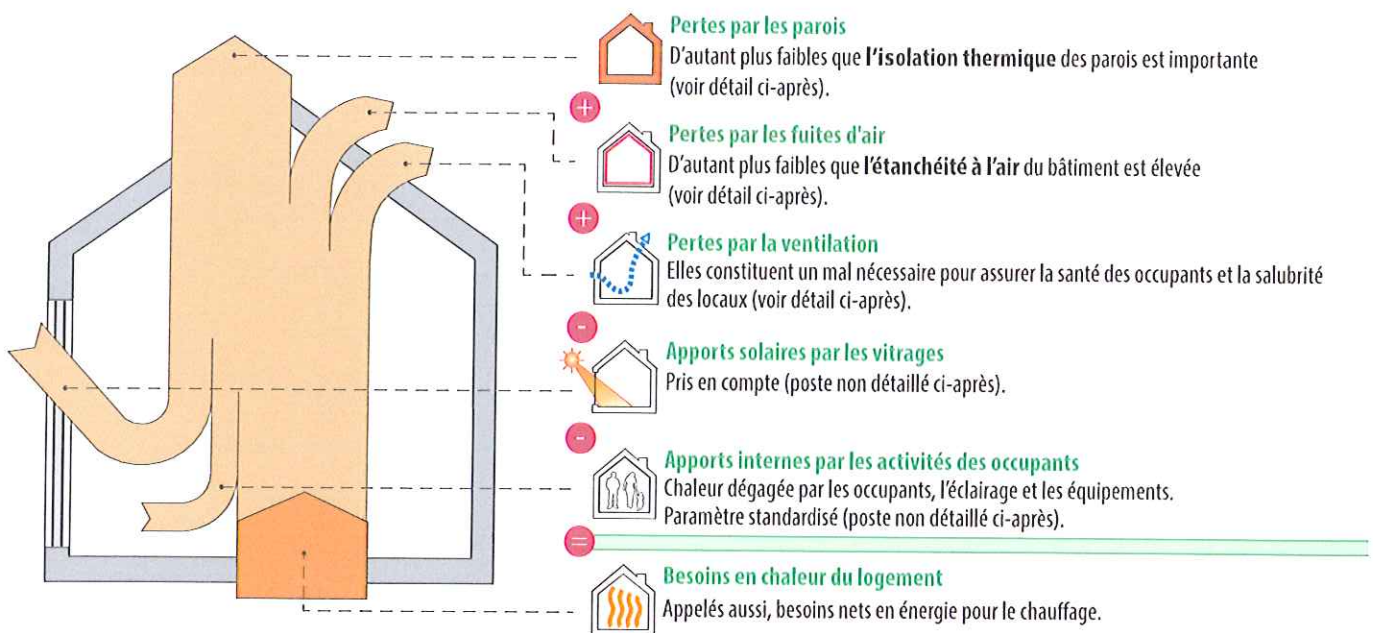 Pertes par les parois
D'autant plus faibles que l'isolation thermique des parois est importante
(voir détail ci-après).
+
Pertes par les fuites d'air
D'autant plus faibles que l'étanchéité à l'air du bâtiment est élevée
(voir détail ci-après).
+
Pertes par la ventilation
Elles constituent un mal nécessaire pour assurer la santé des occupants et la salubrité
des locaux (voir détail ci-après).
-
Apports solaires par les vitrages
Pris en compte (poste non détaillé ci-après).
-
Apports internes par les activités des occupants
Chaleur dégagée par les occupants, l'éclairage et les équipements.
Paramètre standardisé (poste non détaillé ci-après).
=
Besoins en chaleur du logement
Appelés aussi, besoins nets en énergie pour le chauffage.